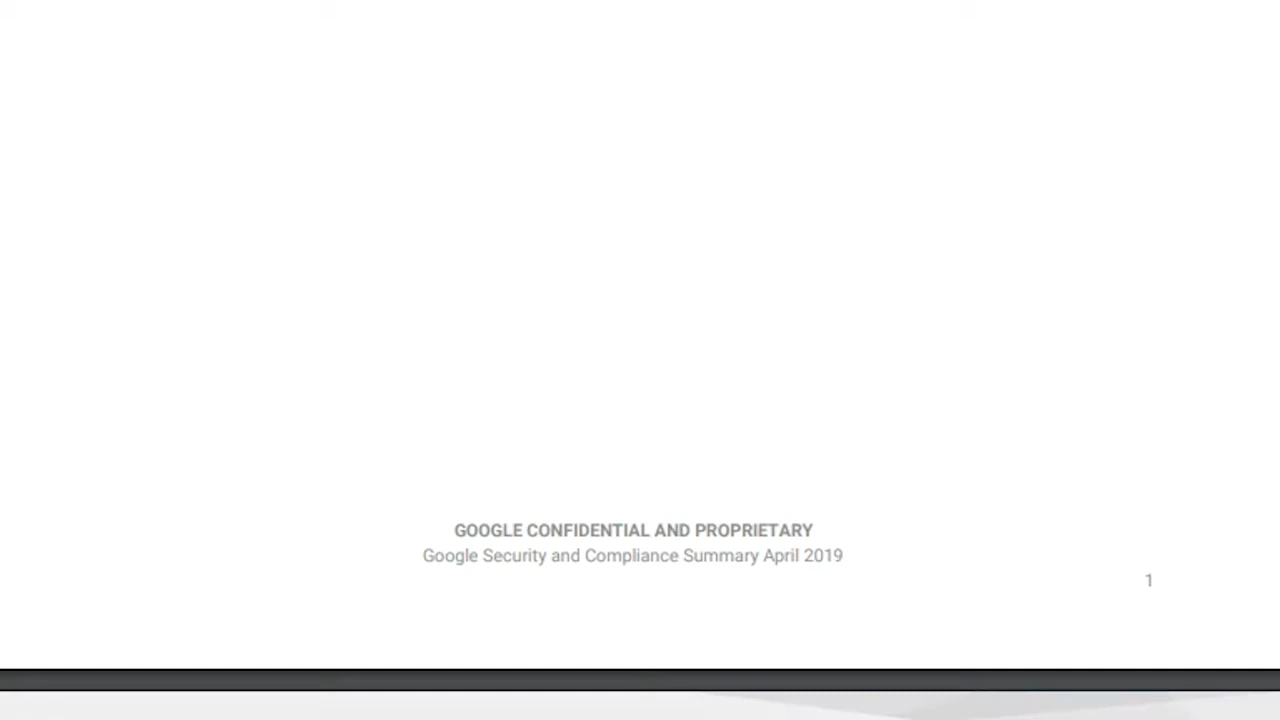 GOOGLE CONFIDENTIAL AND PROPRIETARY
Google Security and Compliance Summary April 2019
1